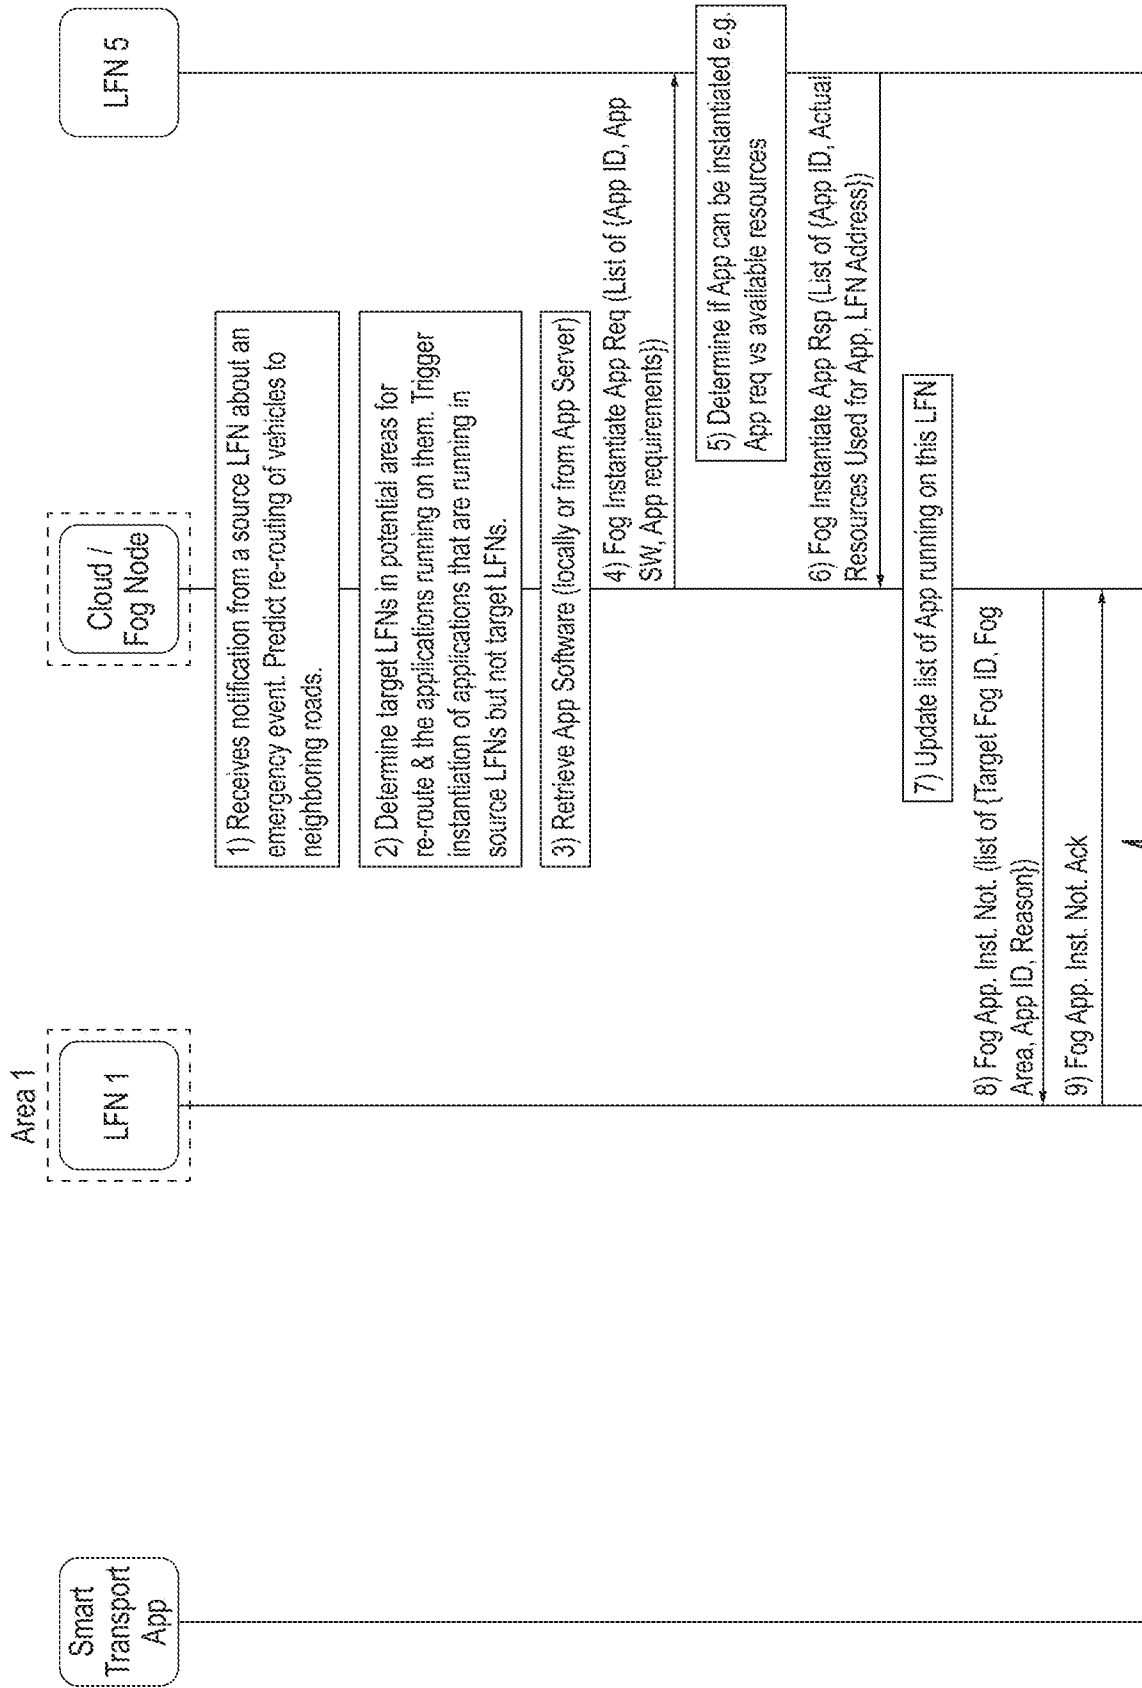 Smart
Transport
App
Area 1
LFN 1
Cloud /
Fog Node
LFN 5
1) Receives notification from a source LFN about an
emergency event. Predict re-routing of vehicles to
neighboring roads.
2) Determine target LFNs in potential areas for
re-route & the applications running on them. Trigger
instantiation of applications that are running in
source LFNs but not target LFNs.
3) Retrieve App Software (locally or from App Server)
4) Fog Instantiate App Req (List of {App ID, App
SW, App requirements})
5) Determine if App can be instantiated e.g.
App req vs available resources
6) Fog Instantiate App Rsp (List of {App ID, Actual
Resources Used for App, LFN Address})
7) Update list of App running on this LFN
8) Fog App. Inst. Not. (list of {Target Fog ID, Fog
Area, App ID, Reason})
9) Fog App. Inst. Not. Ack